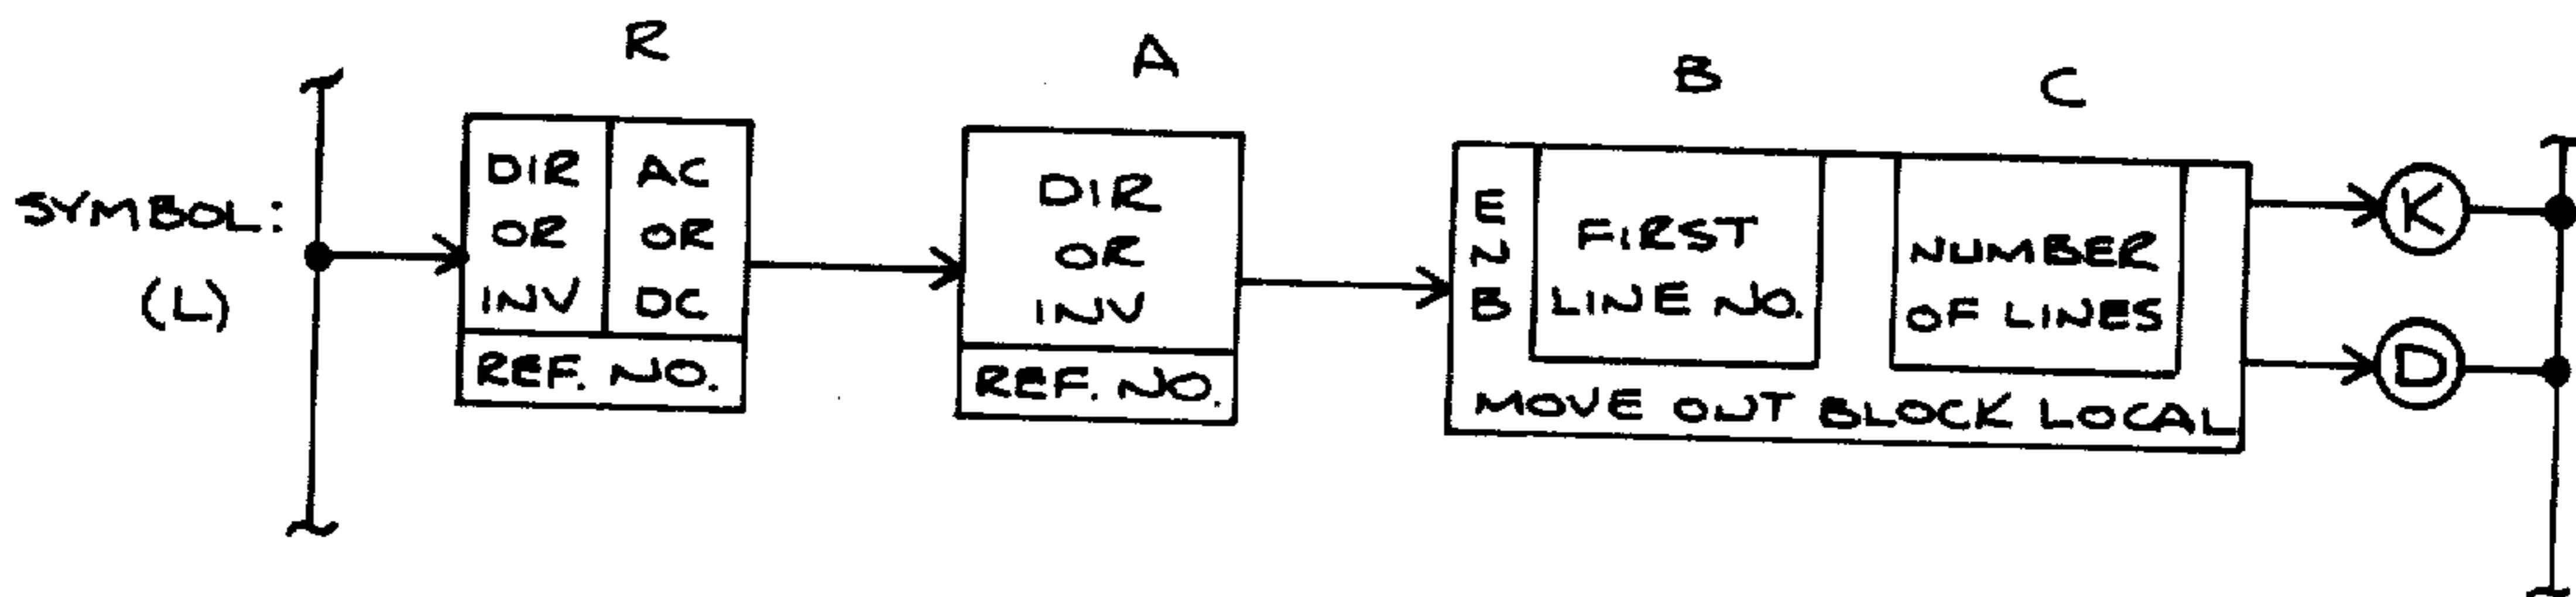 R
A
B
C
SYMBOL:
(L)
DIR
OR
INV
AC
OR
DC
REF. NO.
DIR
OR
INV
REF. NO.
ENB
FIRST
LINE NO.
NUMBER
OF LINES
MOVE OUT BLOCK LOCAL
K
D